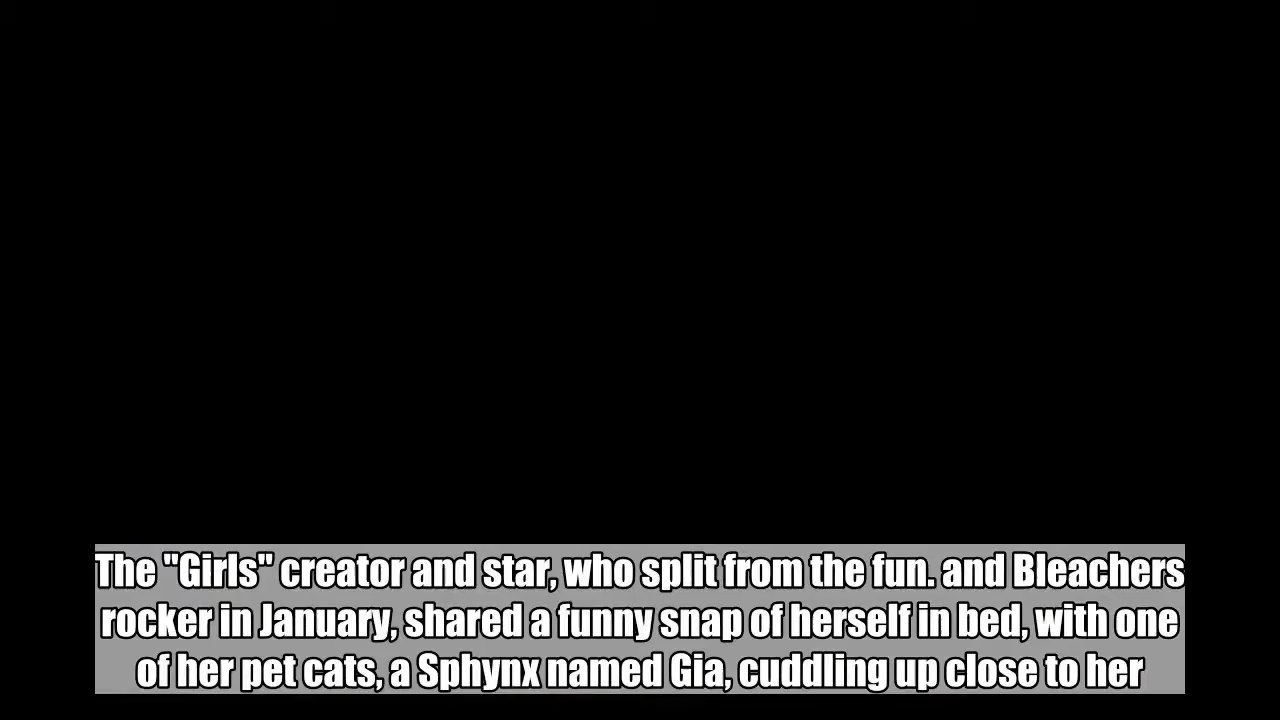 The "Girls" creator and star, who split from the fun. and Bleachers
rocker in January, shared a funny snap of herself in bed, with one
of her pet cats, a Sphynx named Gia, cuddling up close to her